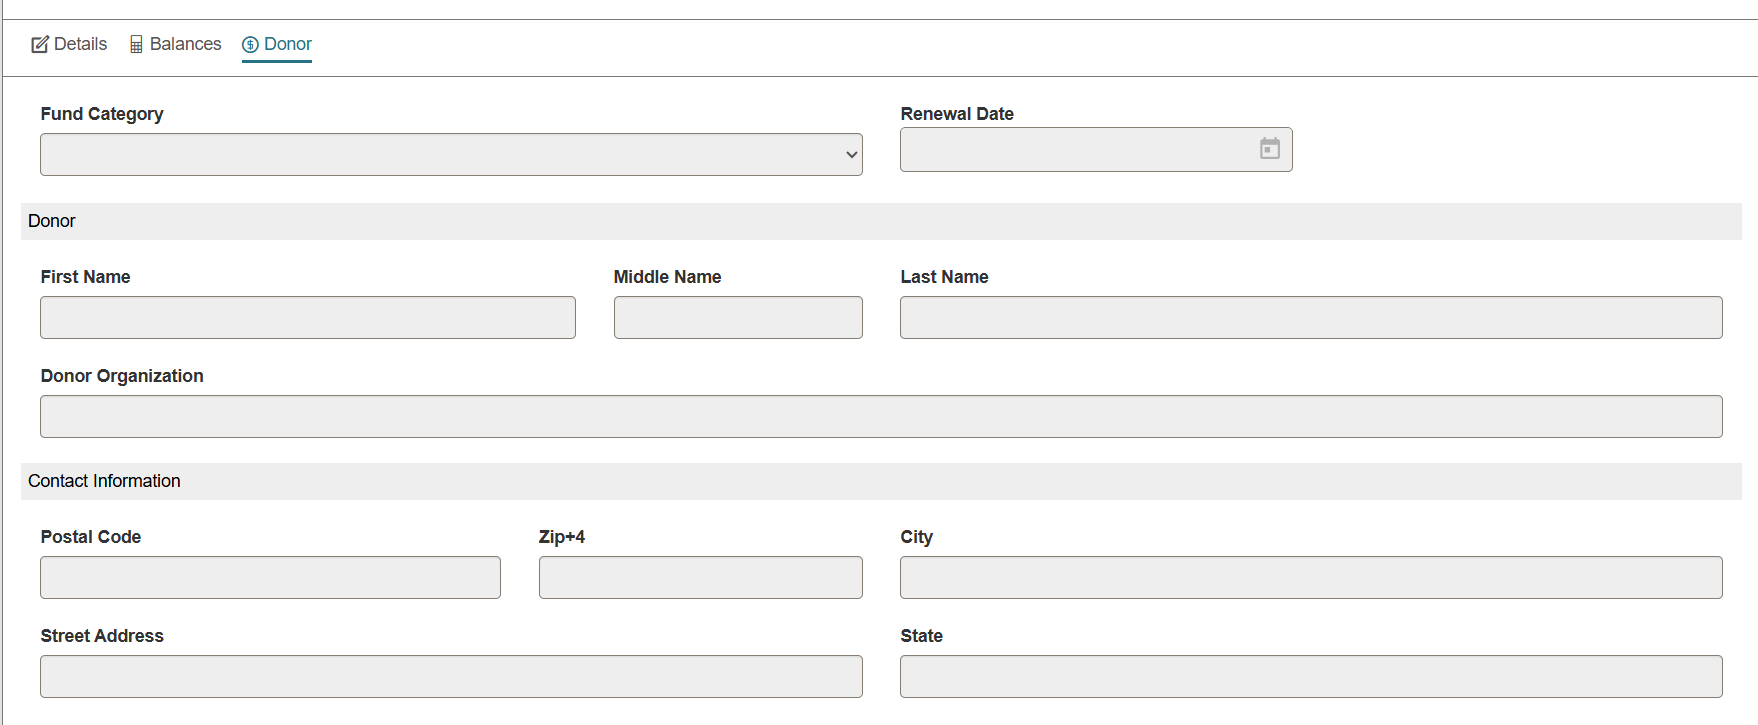 Details Balances Donor
Fund Category Renewal Date
Donor
First Name Middle Name Last Name
Donor Organization
Contact Information
Postal Code Zip+4 City
Street Address State